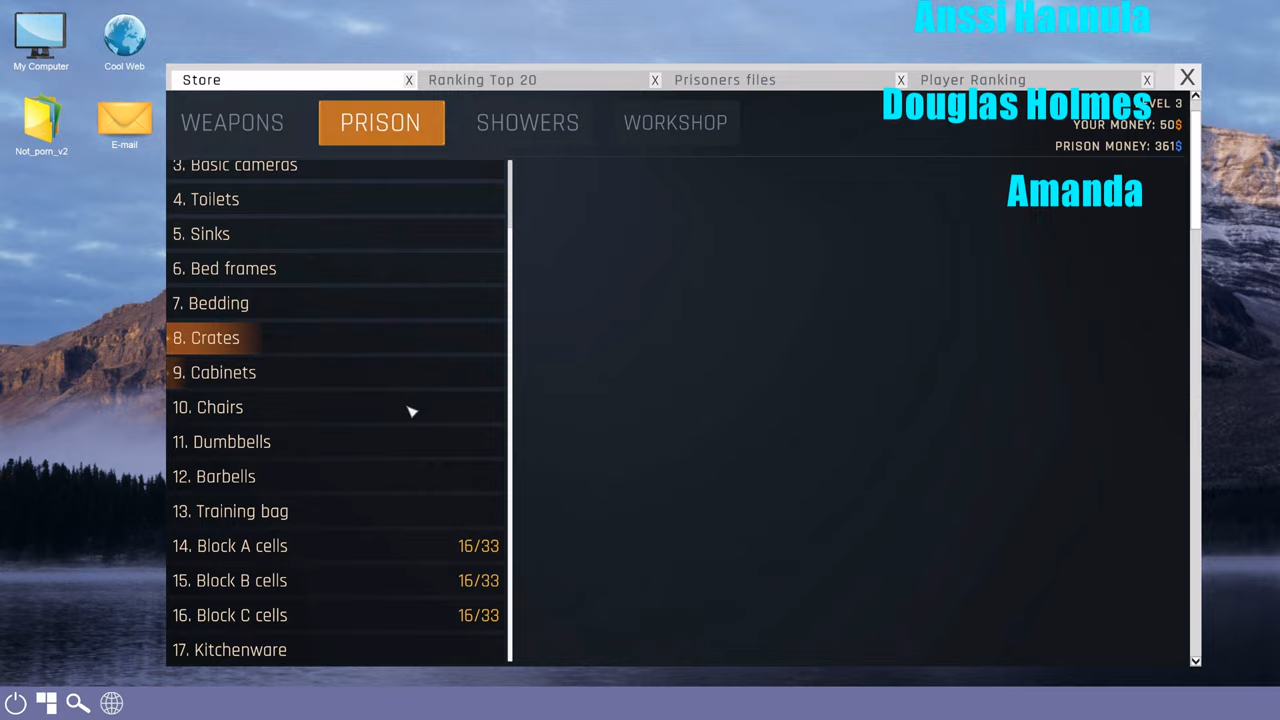 Anssi Hannula
My Computer
Cool Web
Store X
Ranking Top 20 X
Prisoners files X
Player Ranking X
X
Not_porn_v2
E-mail
WEAPONS
PRISON
SHOWERS
WORKSHOP
Douglas Holmes
VEL 3
YOUR MONEY: 50$
PRISON MONEY: 361$
Amanda
3. Basic cameras
4. Toilets
5. Sinks
6. Bed frames
7. Bedding
8. Crates
9. Cabinets
10. Chairs
11. Dumbbells
12. Barbells
13. Training bag
14. Block A cells 16/33
15. Block B cells 16/33
16. Block C cells 16/33
17. Kitchenware